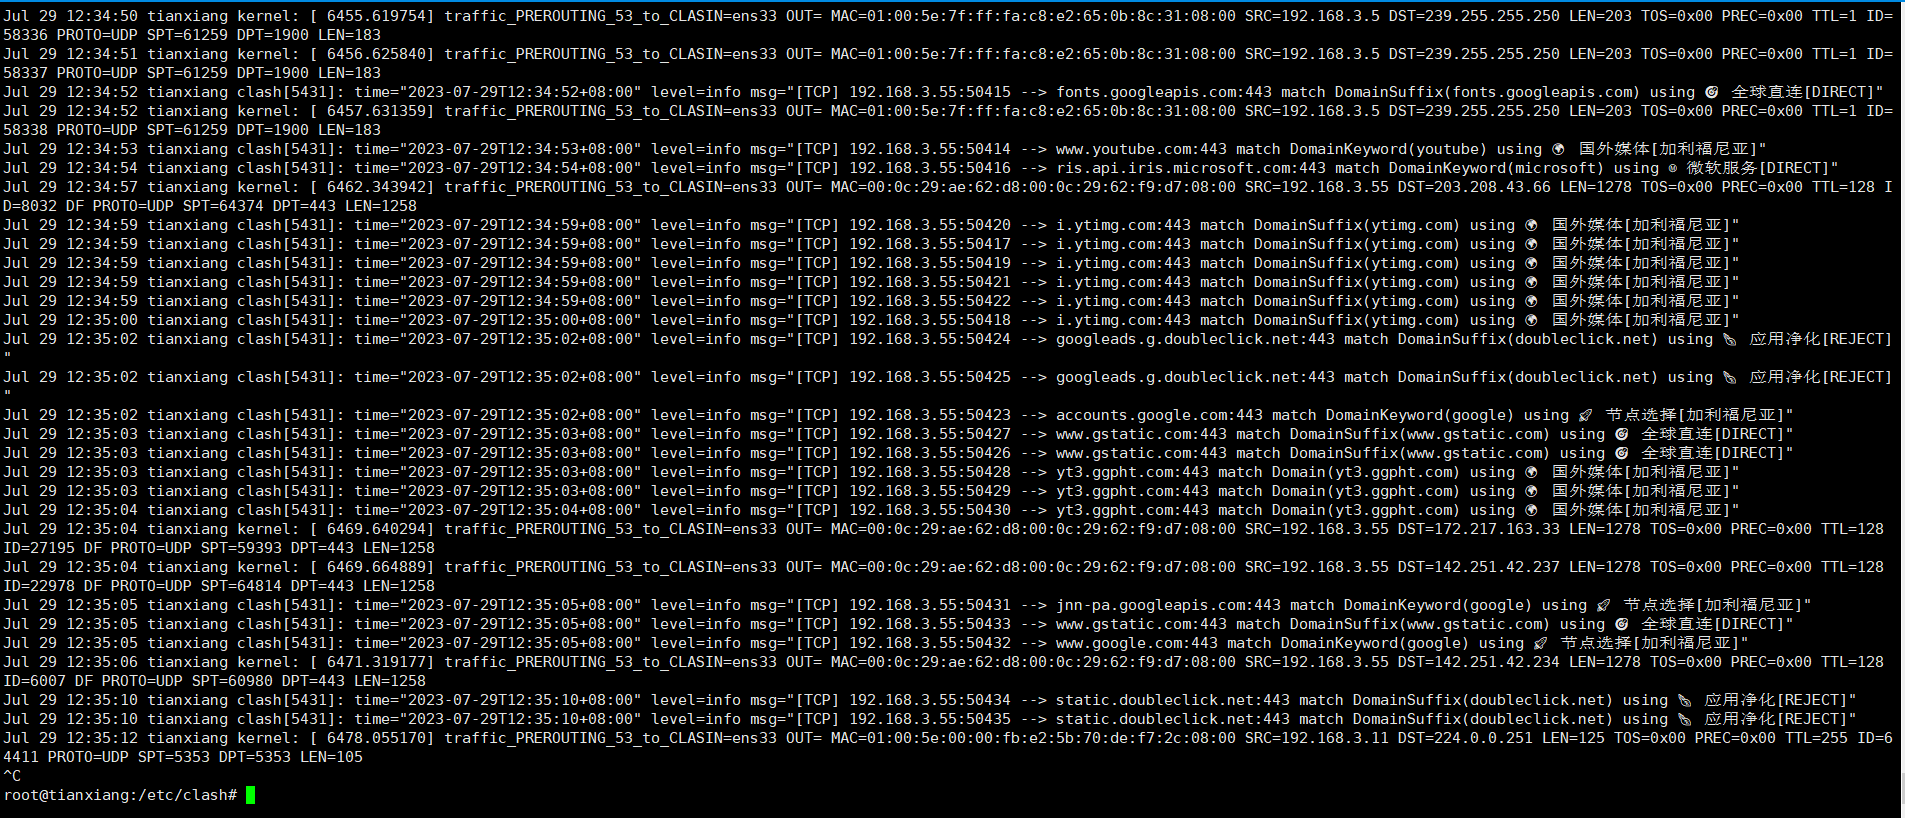 Jul 29 12:34:50 tianxiang kernel: [ 6455.619754] traffic_PREROUTING_53_to_CLASIN=ens33 OUT= MAC=01:00:5e:7f:ff:fa:c8:e2:65:0b:8c:31:08:00 SRC=192.168.3.5 DST=239.255.255.250 LEN=203 TOS=0x00 PREC=0x00 TTL=1 ID=
58336 PROTO=UDP SPT=61259 DPT=1900 LEN=183
Jul 29 12:34:51 tianxiang kernel: [ 6456.625840] traffic_PREROUTING_53_to_CLASIN=ens33 OUT= MAC=01:00:5e:7f:ff:fa:c8:e2:65:0b:8c:31:08:00 SRC=192.168.3.5 DST=239.255.255.250 LEN=203 TOS=0x00 PREC=0x00 TTL=1 ID=
58337 PROTO=UDP SPT=61259 DPT=1900 LEN=183
Jul 29 12:34:52 tianxiang clash[5431]: time="2023-07-29T12:34:52+08:00" level=info msg="[TCP] 192.168.3.55:50415 --> fonts.googleapis.com:443 match DomainSuffix(fonts.googleapis.com) using 🎯 全球直连[DIRECT]"
Jul 29 12:34:52 tianxiang kernel: [ 6457.631359] traffic_PREROUTING_53_to_CLASIN=ens33 OUT= MAC=01:00:5e:7f:ff:fa:c8:e2:65:0b:8c:31:08:00 SRC=192.168.3.5 DST=239.255.255.250 LEN=203 TOS=0x00 PREC=0x00 TTL=1 ID=
58338 PROTO=UDP SPT=61259 DPT=1900 LEN=183
Jul 29 12:34:53 tianxiang clash[5431]: time="2023-07-29T12:34:53+08:00" level=info msg="[TCP] 192.168.3.55:50414 --> www.youtube.com:443 match DomainKeyword(youtube) using 🌍 国外媒体[加利福尼亚]"
Jul 29 12:34:54 tianxiang clash[5431]: time="2023-07-29T12:34:54+08:00" level=info msg="[TCP] 192.168.3.55:50416 --> ris.api.iris.microsoft.com:443 match DomainKeyword(microsoft) using Ⓜ 微软服务[DIRECT]"
Jul 29 12:34:57 tianxiang kernel: [ 6462.343942] traffic_PREROUTING_53_to_CLASIN=ens33 OUT= MAC=00:0c:29:ae:62:d8:00:0c:29:62:f9:d7:08:00 SRC=192.168.3.55 DST=203.208.43.66 LEN=1278 TOS=0x00 PREC=0x00 TTL=128 I
D=8032 DF PROTO=UDP SPT=64374 DPT=443 LEN=1258
Jul 29 12:34:59 tianxiang clash[5431]: time="2023-07-29T12:34:59+08:00" level=info msg="[TCP] 192.168.3.55:50420 --> i.ytimg.com:443 match DomainSuffix(ytimg.com) using 🌍 国外媒体[加利福尼亚]"
Jul 29 12:34:59 tianxiang clash[5431]: time="2023-07-29T12:34:59+08:00" level=info msg="[TCP] 192.168.3.55:50417 --> i.ytimg.com:443 match DomainSuffix(ytimg.com) using 🌍 国外媒体[加利福尼亚]"
Jul 29 12:34:59 tianxiang clash[5431]: time="2023-07-29T12:34:59+08:00" level=info msg="[TCP] 192.168.3.55:50419 --> i.ytimg.com:443 match DomainSuffix(ytimg.com) using 🌍 国外媒体[加利福尼亚]"
Jul 29 12:34:59 tianxiang clash[5431]: time="2023-07-29T12:34:59+08:00" level=info msg="[TCP] 192.168.3.55:50421 --> i.ytimg.com:443 match DomainSuffix(ytimg.com) using 🌍 国外媒体[加利福尼亚]"
Jul 29 12:34:59 tianxiang clash[5431]: time="2023-07-29T12:34:59+08:00" level=info msg="[TCP] 192.168.3.55:50422 --> i.ytimg.com:443 match DomainSuffix(ytimg.com) using 🌍 国外媒体[加利福尼亚]"
Jul 29 12:35:00 tianxiang clash[5431]: time="2023-07-29T12:35:00+08:00" level=info msg="[TCP] 192.168.3.55:50418 --> i.ytimg.com:443 match DomainSuffix(ytimg.com) using 🌍 国外媒体[加利福尼亚]"
Jul 29 12:35:02 tianxiang clash[5431]: time="2023-07-29T12:35:02+08:00" level=info msg="[TCP] 192.168.3.55:50424 --> googleads.g.doubleclick.net:443 match DomainSuffix(doubleclick.net) using 🍃 应用净化[REJECT]
"
Jul 29 12:35:02 tianxiang clash[5431]: time="2023-07-29T12:35:02+08:00" level=info msg="[TCP] 192.168.3.55:50425 --> googleads.g.doubleclick.net:443 match DomainSuffix(doubleclick.net) using 🍃 应用净化[REJECT]
"
Jul 29 12:35:02 tianxiang clash[5431]: time="2023-07-29T12:35:02+08:00" level=info msg="[TCP] 192.168.3.55:50423 --> accounts.google.com:443 match DomainKeyword(google) using 🚀 节点选择[加利福尼亚]"
Jul 29 12:35:03 tianxiang clash[5431]: time="2023-07-29T12:35:03+08:00" level=info msg="[TCP] 192.168.3.55:50427 --> www.gstatic.com:443 match DomainSuffix(www.gstatic.com) using 🎯 全球直连[DIRECT]"
Jul 29 12:35:03 tianxiang clash[5431]: time="2023-07-29T12:35:03+08:00" level=info msg="[TCP] 192.168.3.55:50426 --> www.gstatic.com:443 match DomainSuffix(www.gstatic.com) using 🎯 全球直连[DIRECT]"
Jul 29 12:35:03 tianxiang clash[5431]: time="2023-07-29T12:35:03+08:00" level=info msg="[TCP] 192.168.3.55:50428 --> yt3.ggpht.com:443 match Domain(yt3.ggpht.com) using 🌍 国外媒体[加利福尼亚]"
Jul 29 12:35:03 tianxiang clash[5431]: time="2023-07-29T12:35:03+08:00" level=info msg="[TCP] 192.168.3.55:50429 --> yt3.ggpht.com:443 match Domain(yt3.ggpht.com) using 🌍 国外媒体[加利福尼亚]"
Jul 29 12:35:04 tianxiang clash[5431]: time="2023-07-29T12:35:04+08:00" level=info msg="[TCP] 192.168.3.55:50430 --> yt3.ggpht.com:443 match Domain(yt3.ggpht.com) using 🌍 国外媒体[加利福尼亚]"
Jul 29 12:35:04 tianxiang kernel: [ 6469.640294] traffic_PREROUTING_53_to_CLASIN=ens33 OUT= MAC=00:0c:29:ae:62:d8:00:0c:29:62:f9:d7:08:00 SRC=192.168.3.55 DST=172.217.163.33 LEN=1278 TOS=0x00 PREC=0x00 TTL=128
ID=27195 DF PROTO=UDP SPT=59393 DPT=443 LEN=1258
Jul 29 12:35:04 tianxiang kernel: [ 6469.664889] traffic_PREROUTING_53_to_CLASIN=ens33 OUT= MAC=00:0c:29:ae:62:d8:00:0c:29:62:f9:d7:08:00 SRC=192.168.3.55 DST=142.251.42.237 LEN=1278 TOS=0x00 PREC=0x00 TTL=128
ID=22978 DF PROTO=UDP SPT=64814 DPT=443 LEN=1258
Jul 29 12:35:05 tianxiang clash[5431]: time="2023-07-29T12:35:05+08:00" level=info msg="[TCP] 192.168.3.55:50431 --> jnn-pa.googleapis.com:443 match DomainKeyword(google) using 🚀 节点选择[加利福尼亚]"
Jul 29 12:35:05 tianxiang clash[5431]: time="2023-07-29T12:35:05+08:00" level=info msg="[TCP] 192.168.3.55:50433 --> www.gstatic.com:443 match DomainSuffix(www.gstatic.com) using 🎯 全球直连[DIRECT]"
Jul 29 12:35:05 tianxiang clash[5431]: time="2023-07-29T12:35:05+08:00" level=info msg="[TCP] 192.168.3.55:50432 --> www.google.com:443 match DomainKeyword(google) using 🚀 节点选择[加利福尼亚]"
Jul 29 12:35:06 tianxiang kernel: [ 6471.319177] traffic_PREROUTING_53_to_CLASIN=ens33 OUT= MAC=00:0c:29:ae:62:d8:00:0c:29:62:f9:d7:08:00 SRC=192.168.3.55 DST=142.251.42.234 LEN=1278 TOS=0x00 PREC=0x00 TTL=128
ID=6007 DF PROTO=UDP SPT=60980 DPT=443 LEN=1258
Jul 29 12:35:10 tianxiang clash[5431]: time="2023-07-29T12:35:10+08:00" level=info msg="[TCP] 192.168.3.55:50434 --> static.doubleclick.net:443 match DomainSuffix(doubleclick.net) using 🍃 应用净化[REJECT]"
Jul 29 12:35:10 tianxiang clash[5431]: time="2023-07-29T12:35:10+08:00" level=info msg="[TCP] 192.168.3.55:50435 --> static.doubleclick.net:443 match DomainSuffix(doubleclick.net) using 🍃 应用净化[REJECT]"
Jul 29 12:35:12 tianxiang kernel: [ 6478.055170] traffic_PREROUTING_53_to_CLASIN=ens33 OUT= MAC=01:00:5e:00:00:fb:e2:5b:70:de:f7:2c:08:00 SRC=192.168.3.11 DST=224.0.0.251 LEN=125 TOS=0x00 PREC=0x00 TTL=255 ID=6
4411 PROTO=UDP SPT=5353 DPT=5353 LEN=105
^C
root@tianxiang:/etc/clash#